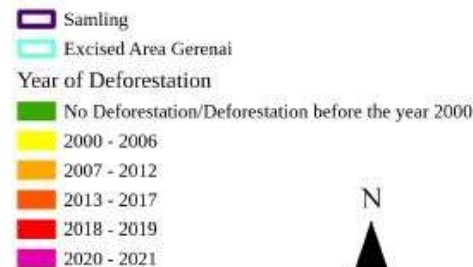 Samling
Excised Area Gerenai
Year of Deforestation
No Deforestation/Deforestation before the year 2000
2000 - 2006
2007 - 2012
2013 - 2017
2018 - 2019
2020 - 2021
N